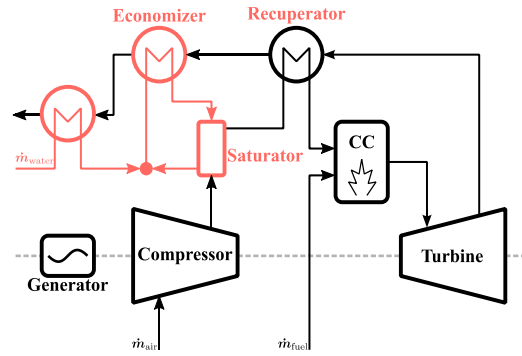 Economizer
Recuperator
CC
ṁwater
Saturator
Compressor
Turbine
Generator
ṁair
ṁfuel